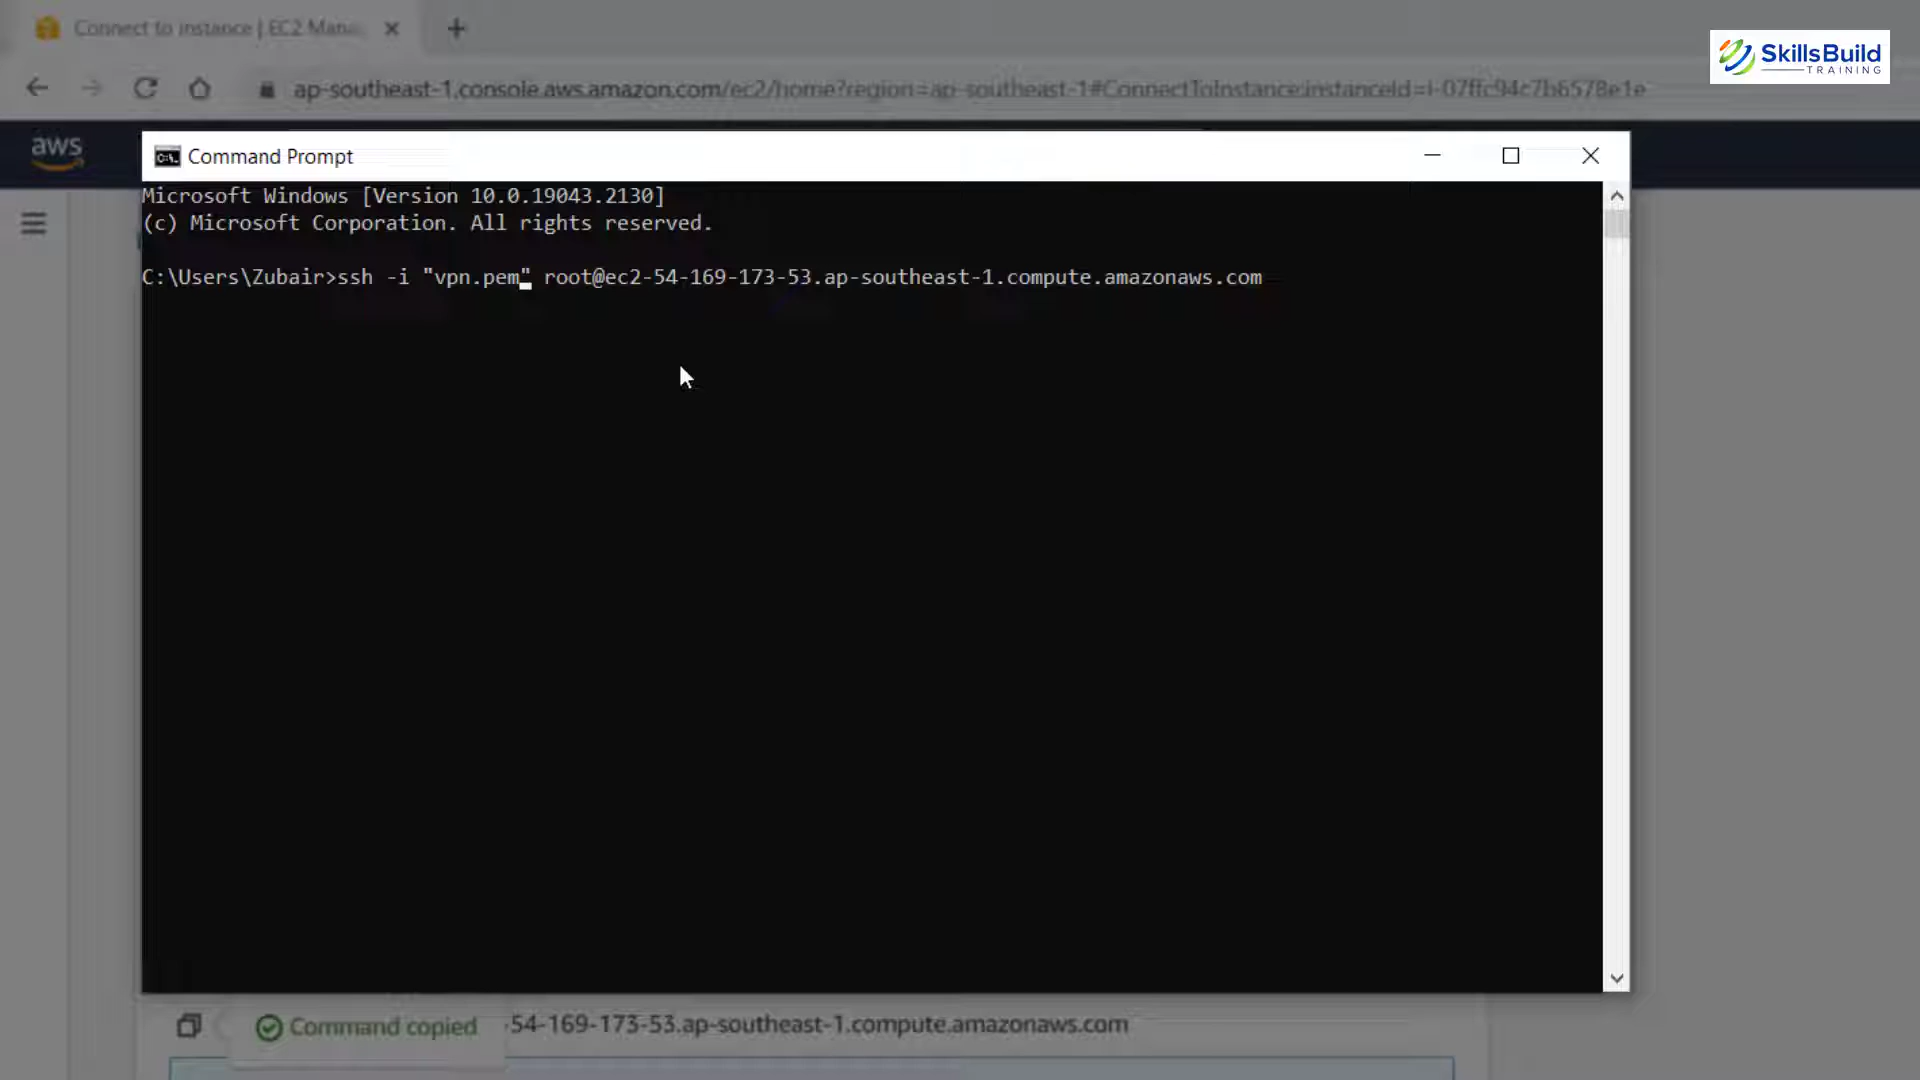 Connect to instance | EC2 Mana
SkillsBuild
TRAINING
ap-southeast-1.console.aws.amazon.com/ec2/home?region=ap-southeast-1#ConnectToInstance:instanceId=i-07ffc94c7b6578e1e
aws
Command Prompt
Microsoft Windows [Version 10.0.19043.2130]
(c) Microsoft Corporation. All rights reserved.
C:\Users\Zubair>ssh -i "vpn.pem" root@ec2-54-169-173-53.ap-southeast-1.compute.amazonaws.com
Command copied -54-169-173-53.ap-southeast-1.compute.amazonaws.com